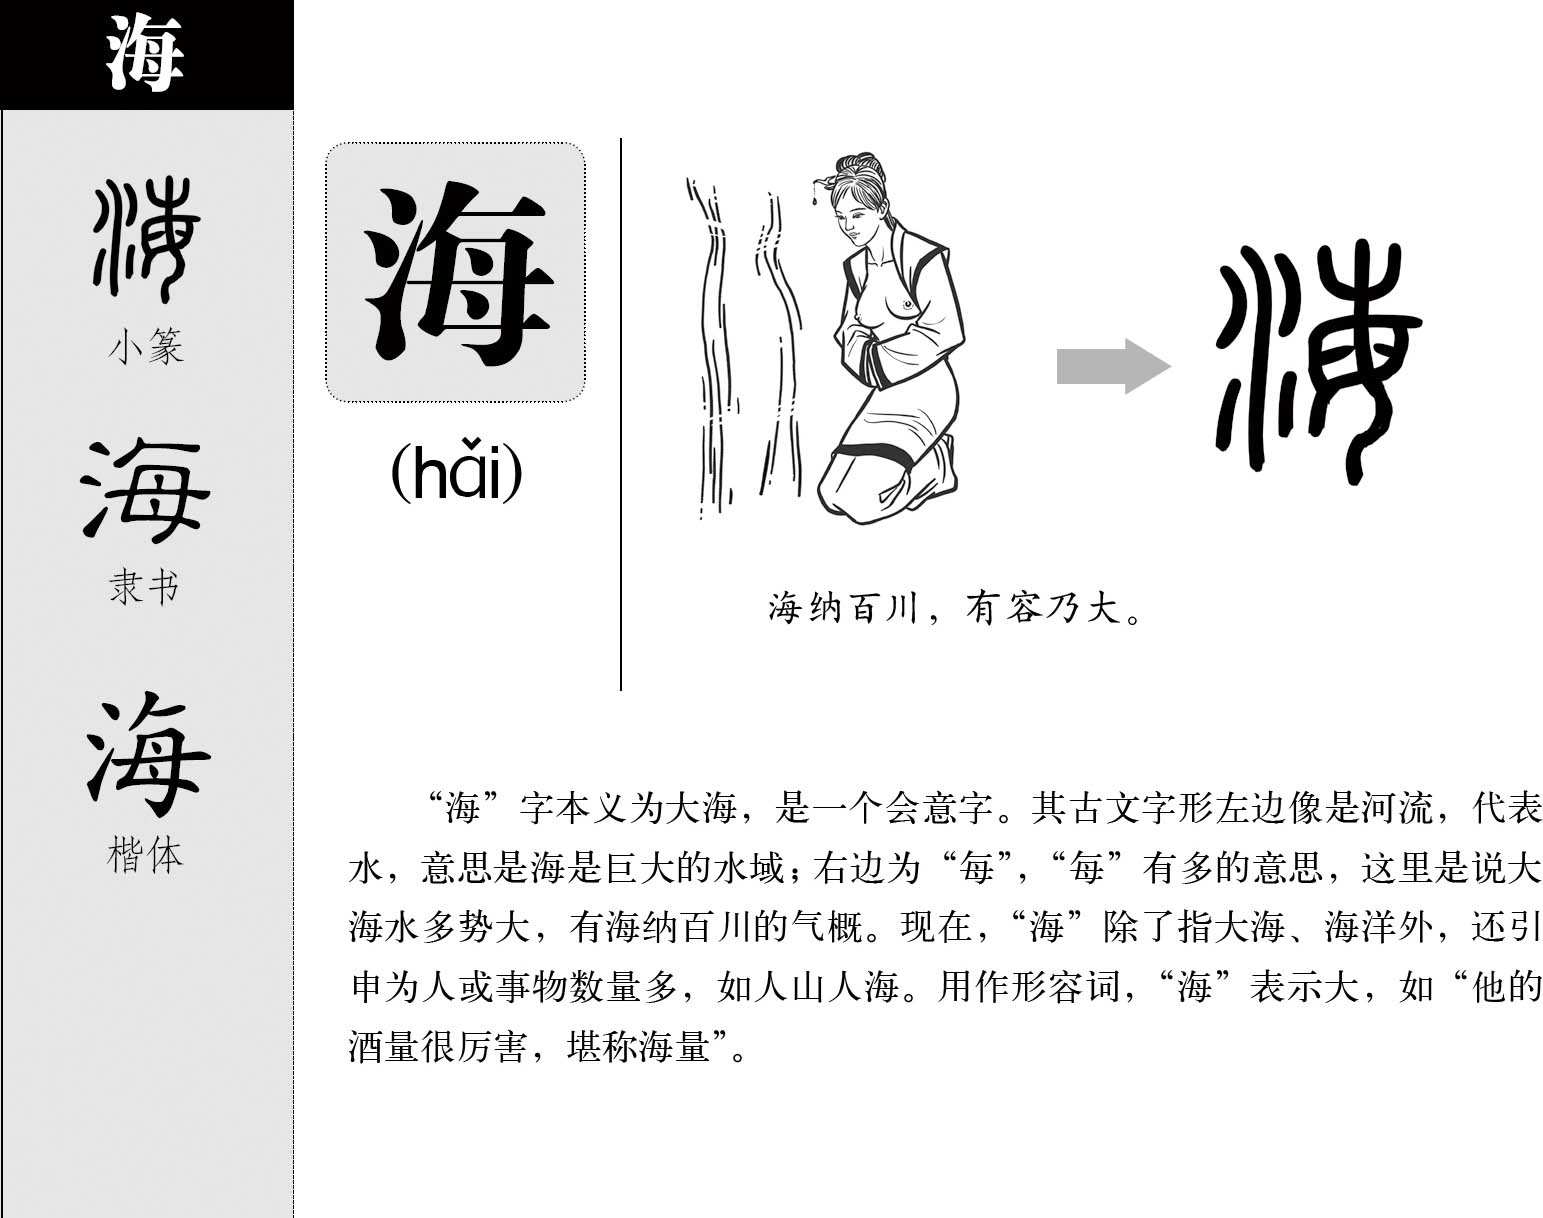 海
海
小篆
海
隶书
海
楷体
海
(hǎi)
海
海纳百川，有容乃大。
“海”字本义为大海，是一个会意字。其古文字形左边像是河流，代表
水，意思是海是巨大的水域；右边为“每”，“每”有多的意思，这里是说大
海水多势大，有海纳百川的气概。现在，“海”除了指大海、海洋外，还引
申为人或事物数量多，如人山人海。用作形容词，“海”表示大，如“他的
酒量很厉害，堪称海量”。